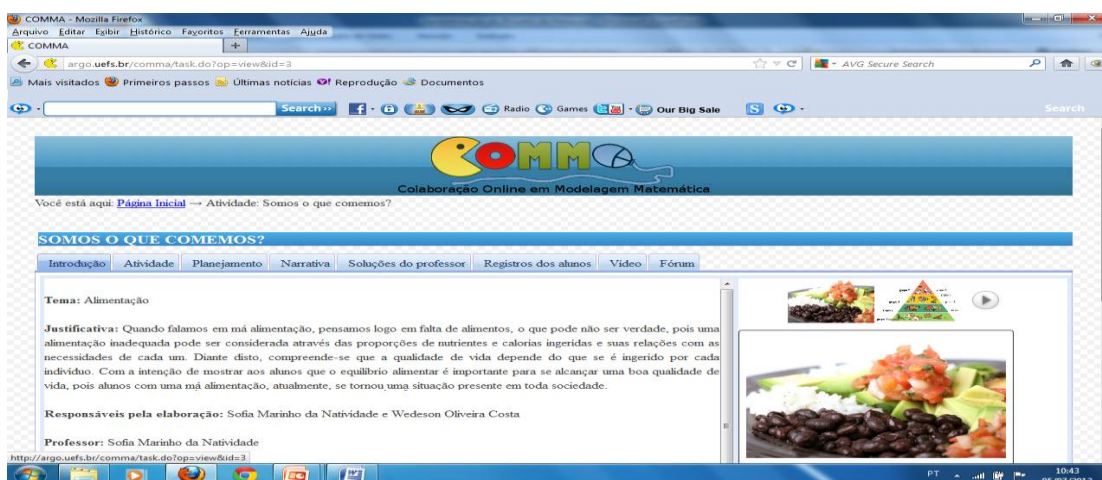 COMMA - Mozilla Firefox
Arquivo Editar Exibir Histórico Favoritos Ferramentas Ajuda
COMMA
argo.uefs.br/comma/task.do?op=view&id=3
AVG Secure Search
Mais visitados Primeiros passos Últimas notícias Reprodução Documentos
Search Radio Games Our Big Sale Search
COMMA
Colaboração Online em Modelagem Matemática
Você está aqui: Página Inicial → Atividade: Somos o que comemos?
SOMOS O QUE COMEMOS?
Introdução Atividade Planejamento Narrativa Soluções do professor Registros dos alunos Video Fórum
Tema: Alimentação
Justificativa: Quando falamos em má alimentação, pensamos logo em falta de alimentos, o que pode não ser verdade, pois uma
alimentação inadequada pode ser considerada através das proporções de nutrientes e calorias ingeridas e suas relações com as
necessidades de cada um. Diante disto, compreende-se que a qualidade de vida depende do que se é ingerido por cada
indivíduo. Com a intenção de mostrar aos alunos que o equilíbrio alimentar é importante para se alcançar uma boa qualidade de
vida, pois alunos com uma má alimentação, atualmente, se tornou uma situação presente em toda sociedade.
Responsáveis pela elaboração: Sofia Marinho da Natividade e Wedeson Oliveira Costa
Professor: Sofia Marinho da Natividade
http://argo.uefs.br/comma/task.do?op=view&id=3
PT 10:43